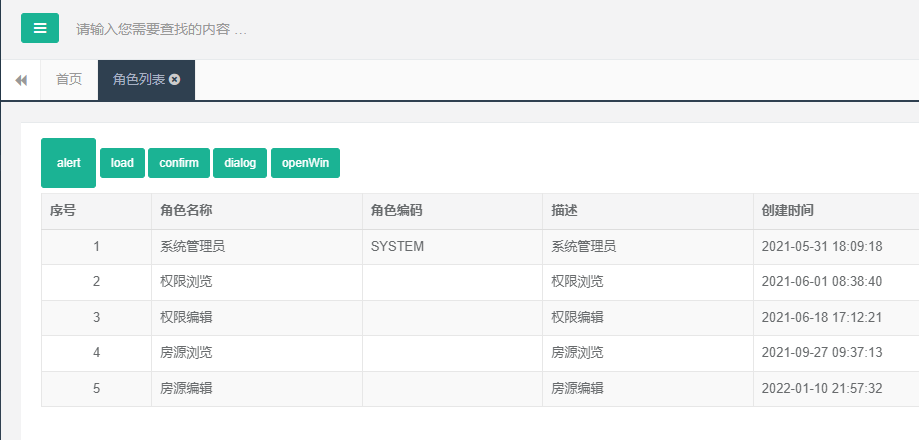 请输入您需要查找的内容 …
首页 角色列表
alert load confirm dialog openWin
序号 角色名称 角色编码 描述 创建时间
1 系统管理员 SYSTEM 系统管理员 2021-05-31 18:09:18
2 权限浏览 权限浏览 2021-06-01 08:38:40
3 权限编辑 权限编辑 2021-06-18 17:12:21
4 房源浏览 房源浏览 2021-09-27 09:37:13
5 房源编辑 房源编辑 2022-01-10 21:57:32